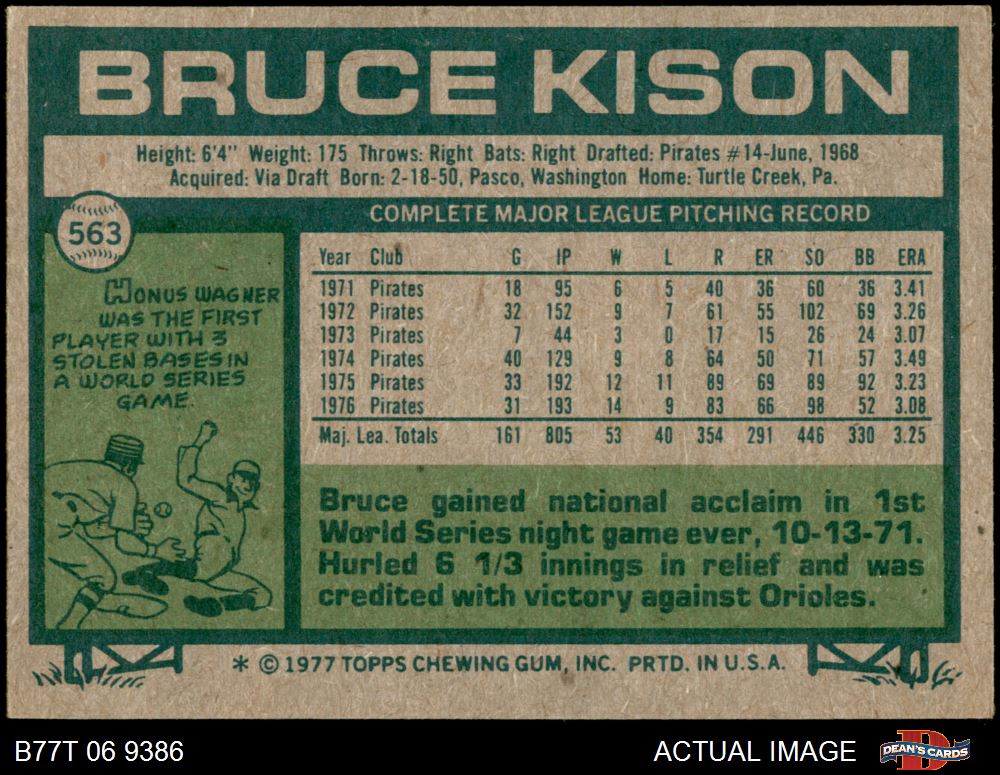 BRUCE KISON
Height: 6'4" Weight: 175 Throws: Right Bats: Right Drafted: Pirates #14-June, 1968
Acquired: Via Draft Born: 2-18-50, Pasco, Washington Home: Turtle Creek, Pa.
563
COMPLETE MAJOR LEAGUE PITCHING RECORD
Year Club G IP W L R ER SO BB ERA
1971 Pirates 18 95 6 5 40 36 60 36 3.41
1972 Pirates 32 152 9 7 61 55 102 69 3.26
1973 Pirates 7 44 3 0 17 15 26 24 3.07
1974 Pirates 40 129 9 8 64 50 71 57 3.49
1975 Pirates 33 192 12 11 89 69 89 92 3.23
1976 Pirates 31 193 14 9 83 66 98 52 3.08
Maj. Lea. Totals 161 805 53 40 354 291 446 330 3.25
HONUS WAGNER
WAS THE FIRST
PLAYER WITH 3
STOLEN BASES IN
A WORLD SERIES
GAME.
Bruce gained national acclaim in 1st
World Series night game ever, 10-13-71.
Hurled 6 1/3 innings in relief and was
credited with victory against Orioles.
* © 1977 TOPPS CHEWING GUM, INC. PRTD. IN U.S.A.
B77T 06 9386
ACTUAL IMAGE
D
DEAN'S CARDS